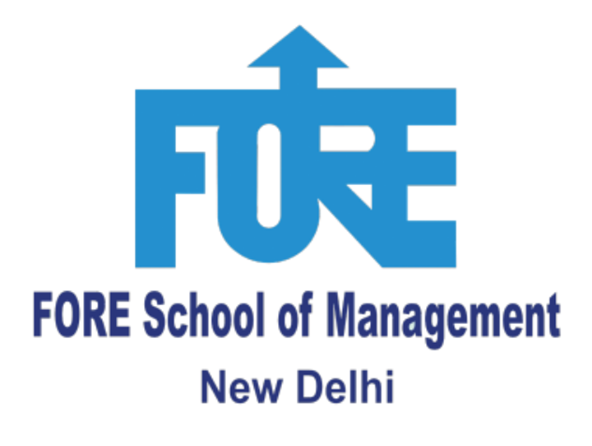 FORE
FORE School of Management
New Delhi